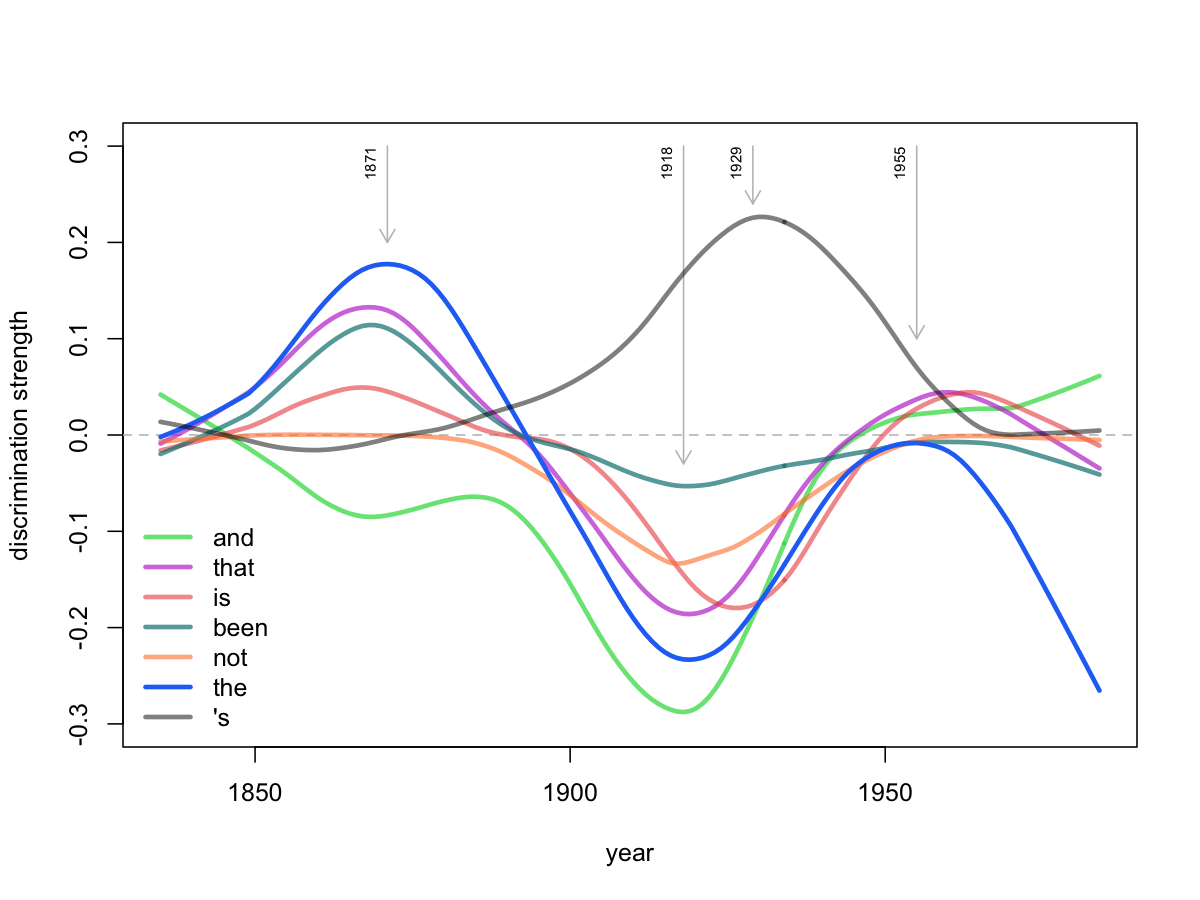 discrimination strength
0.3
0.2
0.1
0.0
-0.1
-0.2
-0.3
1871
1918
1929
1955
and
that
is
been
not
the
's
1850
1900
1950
year